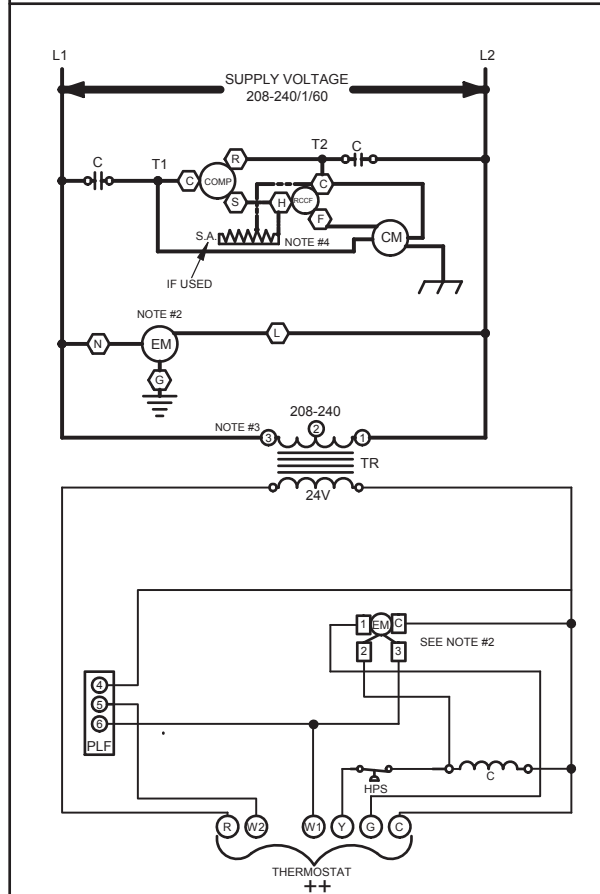 L1 L2
SUPPLY VOLTAGE
208-240/1/60
C T1 C COMP R S T2 C
H RCCF C F
S.A. NOTE #4 CM
IF USED
NOTE #2
N EM L
G
208-240
NOTE #3 3 2 1
TR
24V
1 EM C
SEE NOTE #2
2 3
4
5
6
PLF
HPS C
R W2 W1 Y G C
THERMOSTAT
++